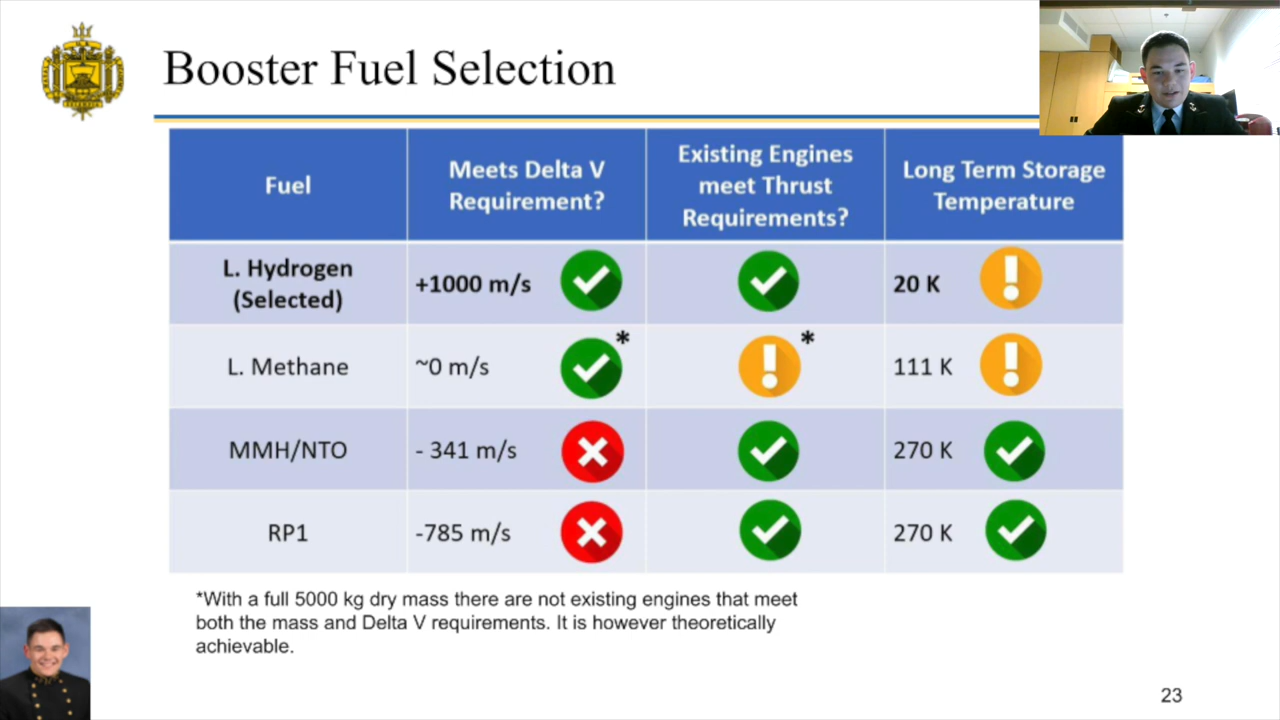 Booster Fuel Selection
Fuel
Meets Delta V
Requirement?
Existing Engines
meet Thrust
Requirements?
Long Term Storage
Temperature
L. Hydrogen
(Selected)
+1000 m/s
20 K
L. Methane
~0 m/s
*
*
111 K
MMH/NTO
- 341 m/s
270 K
RP1
-785 m/s
270 K
*With a full 5000 kg dry mass there are not existing engines that meet
both the mass and Delta V requirements. It is however theoretically
achievable.
23